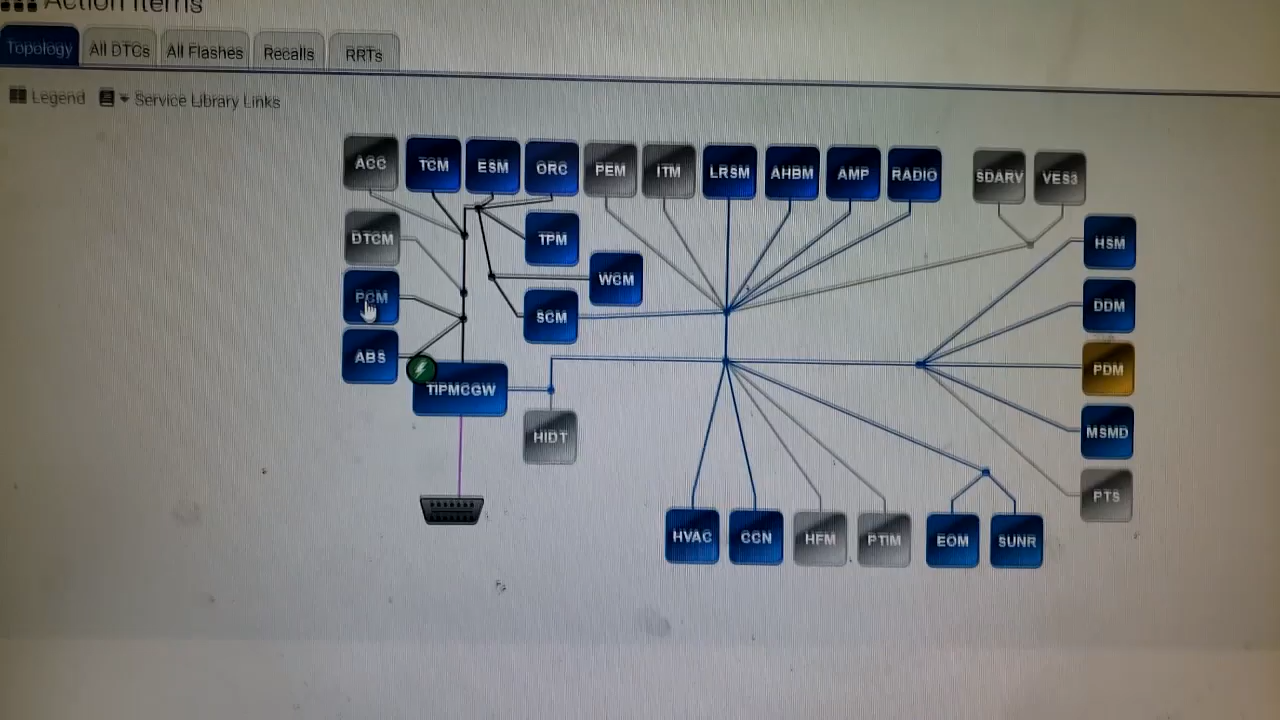 Action Items
Topology All DTCs All Flashes Recalls RRTs
Legend Service Library Links
ACC TCM ESM ORC PEM ITM LRSM AHBM AMP RADIO SDARV VES3
DTCM TPM HSM
PCM WCM DDM
SCM
ABS PDM
TIPMCGW
HIDT MSMD
PTS
HVAC CCN HFM PTIM EOM SUNR